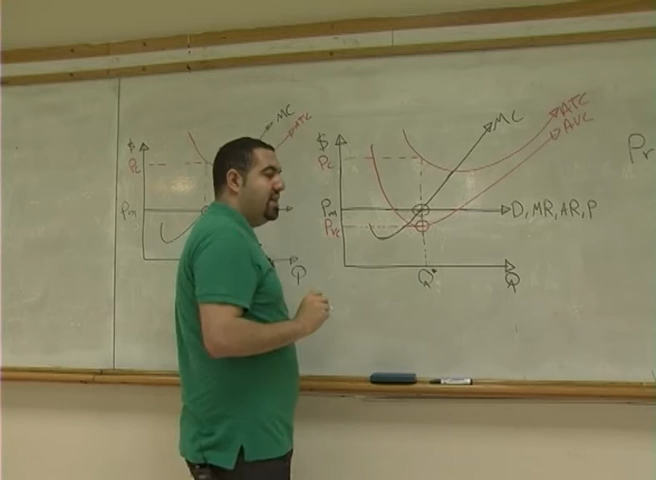 $
Pc
Pm
MC
ATC
Q
$
Pc
Pm
Pvc
MC
ATC
AVC
D, MR, AR, P
Q*
Q
Pr